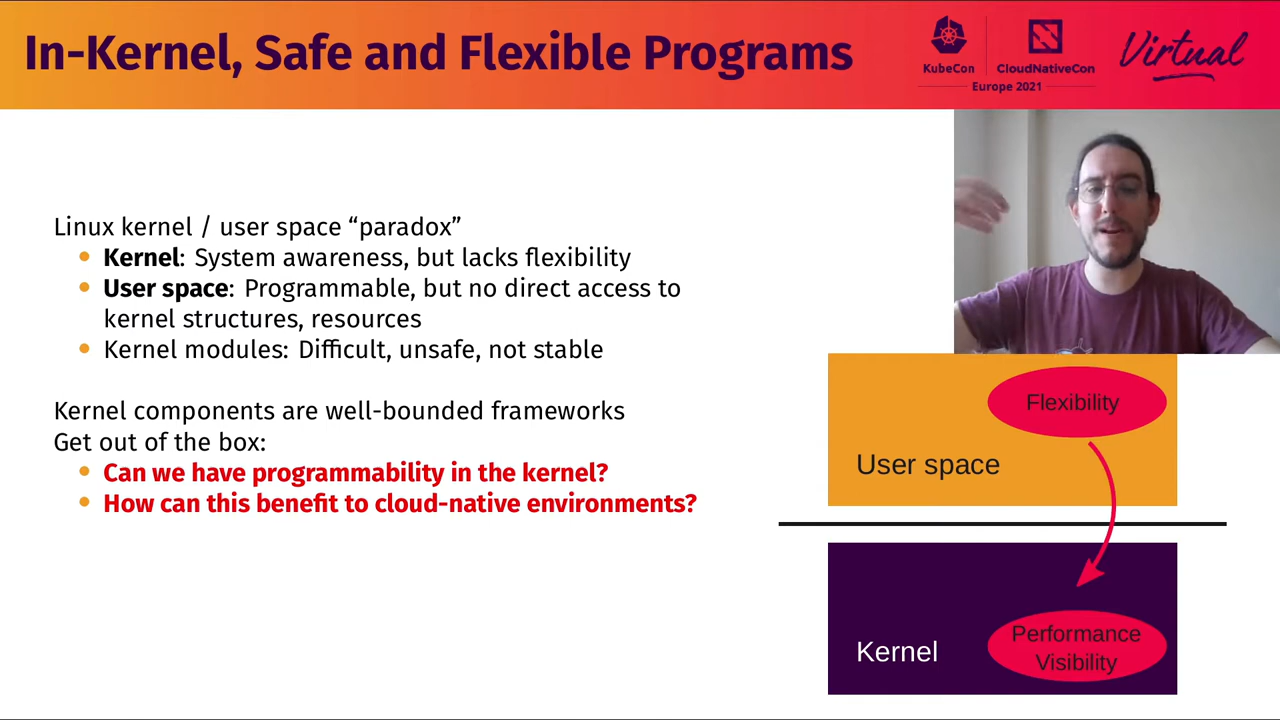 In-Kernel, Safe and Flexible Programs
KubeCon
CloudNativeCon
Europe 2021
Virtual
Linux kernel / user space “paradox”
Kernel: System awareness, but lacks flexibility
User space: Programmable, but no direct access to
kernel structures, resources
Kernel modules: Difficult, unsafe, not stable
Kernel components are well-bounded frameworks
Get out of the box:
Can we have programmability in the kernel?
How can this benefit to cloud-native environments?
Flexibility
User space
Kernel
Performance
Visibility